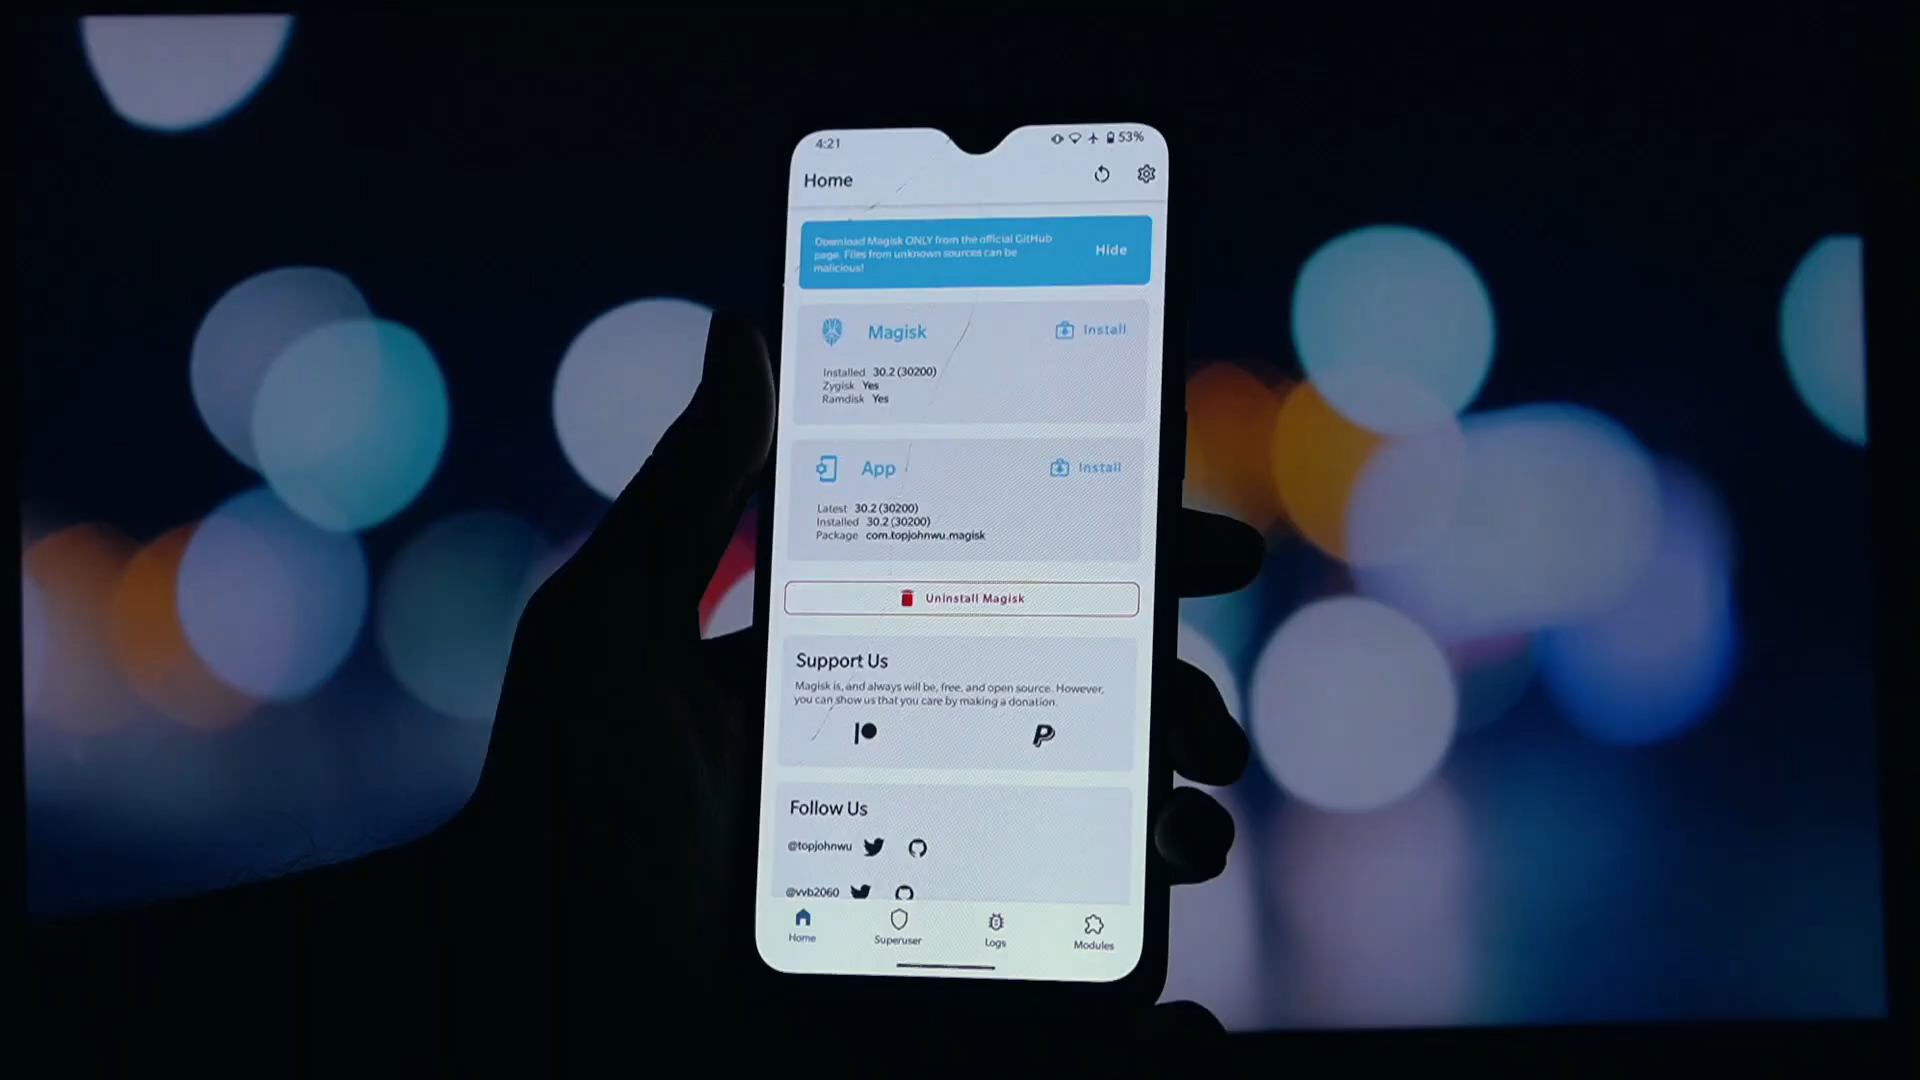 4:21
53%
Home
Download Magisk ONLY from the official GitHub
page. Files from unknown sources can be
malicious!
Hide
Magisk
Install
Installed 30.2 (30200)
Zygisk Yes
Ramdisk Yes
App
Install
Latest 30.2 (30200)
Installed 30.2 (30200)
Package com.topjohnwu.magisk
Uninstall Magisk
Support Us
Magisk is, and always will be, free, and open source. However,
you can show us that you care by making a donation.
Follow Us
@topjohnwu
@vvb2060
Home
Superuser
Logs
Modules